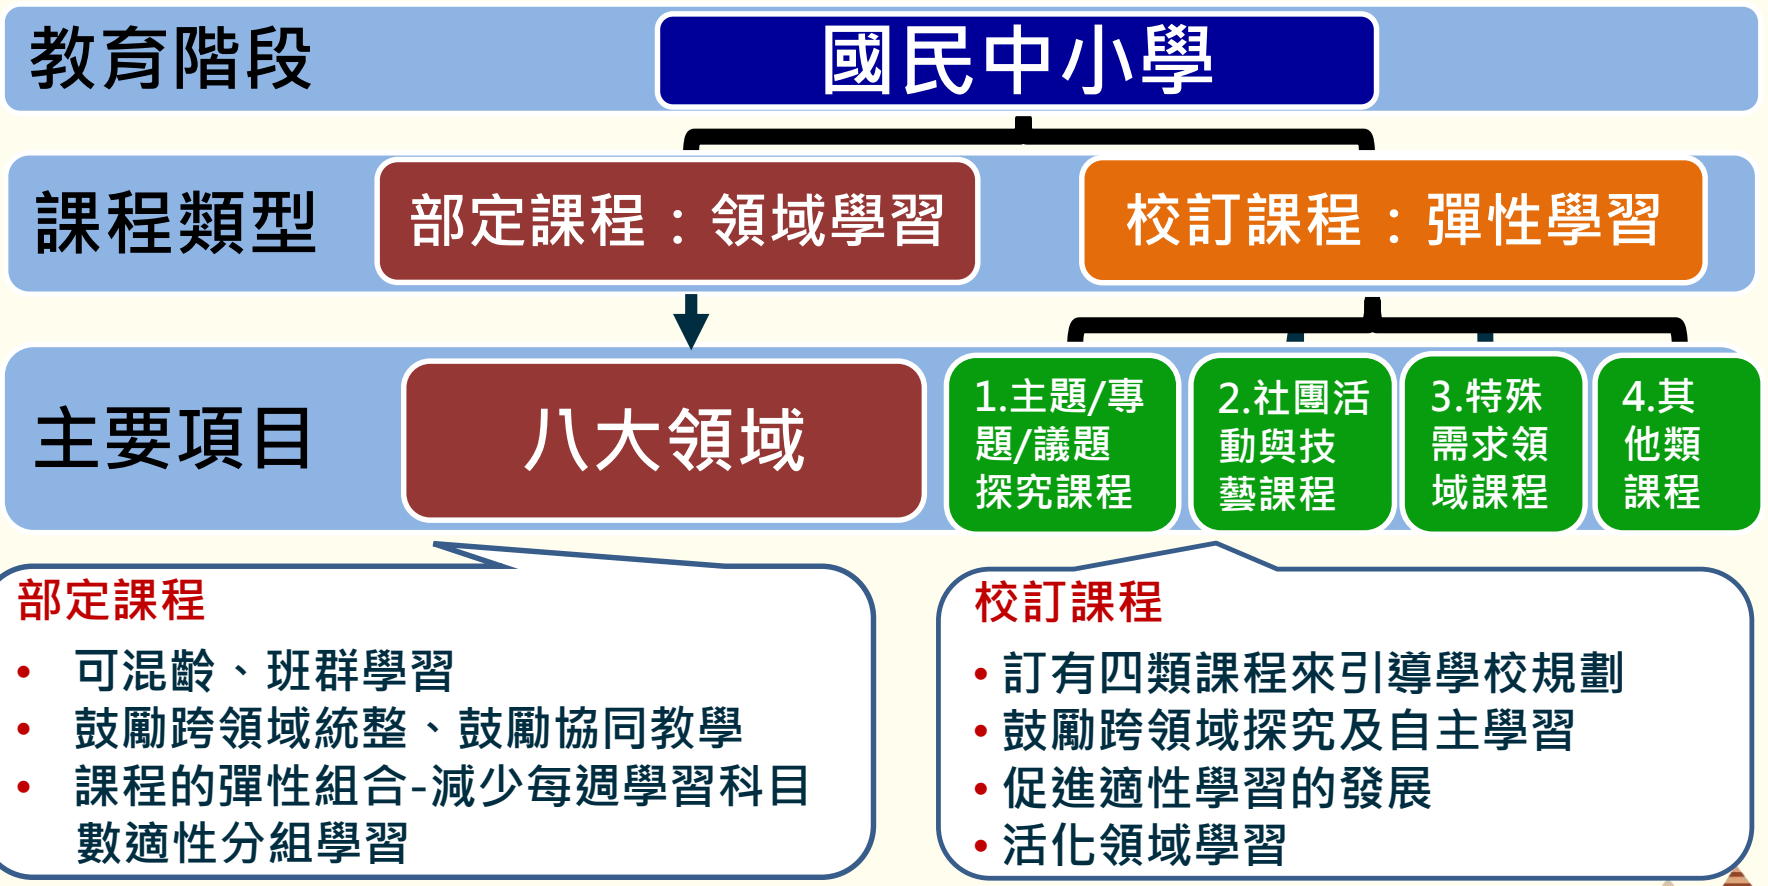 教育階段
國民中小學
課程類型
部定課程：領域學習
校訂課程：彈性學習
主要項目
八大領域
1.主題/專
題/議題
探究課程
2.社團活
動與技
藝課程
3.特殊
需求領
域課程
4.其
他類
課程
部定課程
• 可混齡、班群學習
• 鼓勵跨領域統整、鼓勵協同教學
• 課程的彈性組合-減少每週學習科目
數適性分組學習
校訂課程
• 訂有四類課程來引導學校規劃
• 鼓勵跨領域探究及自主學習
• 促進適性學習的發展
• 活化領域學習